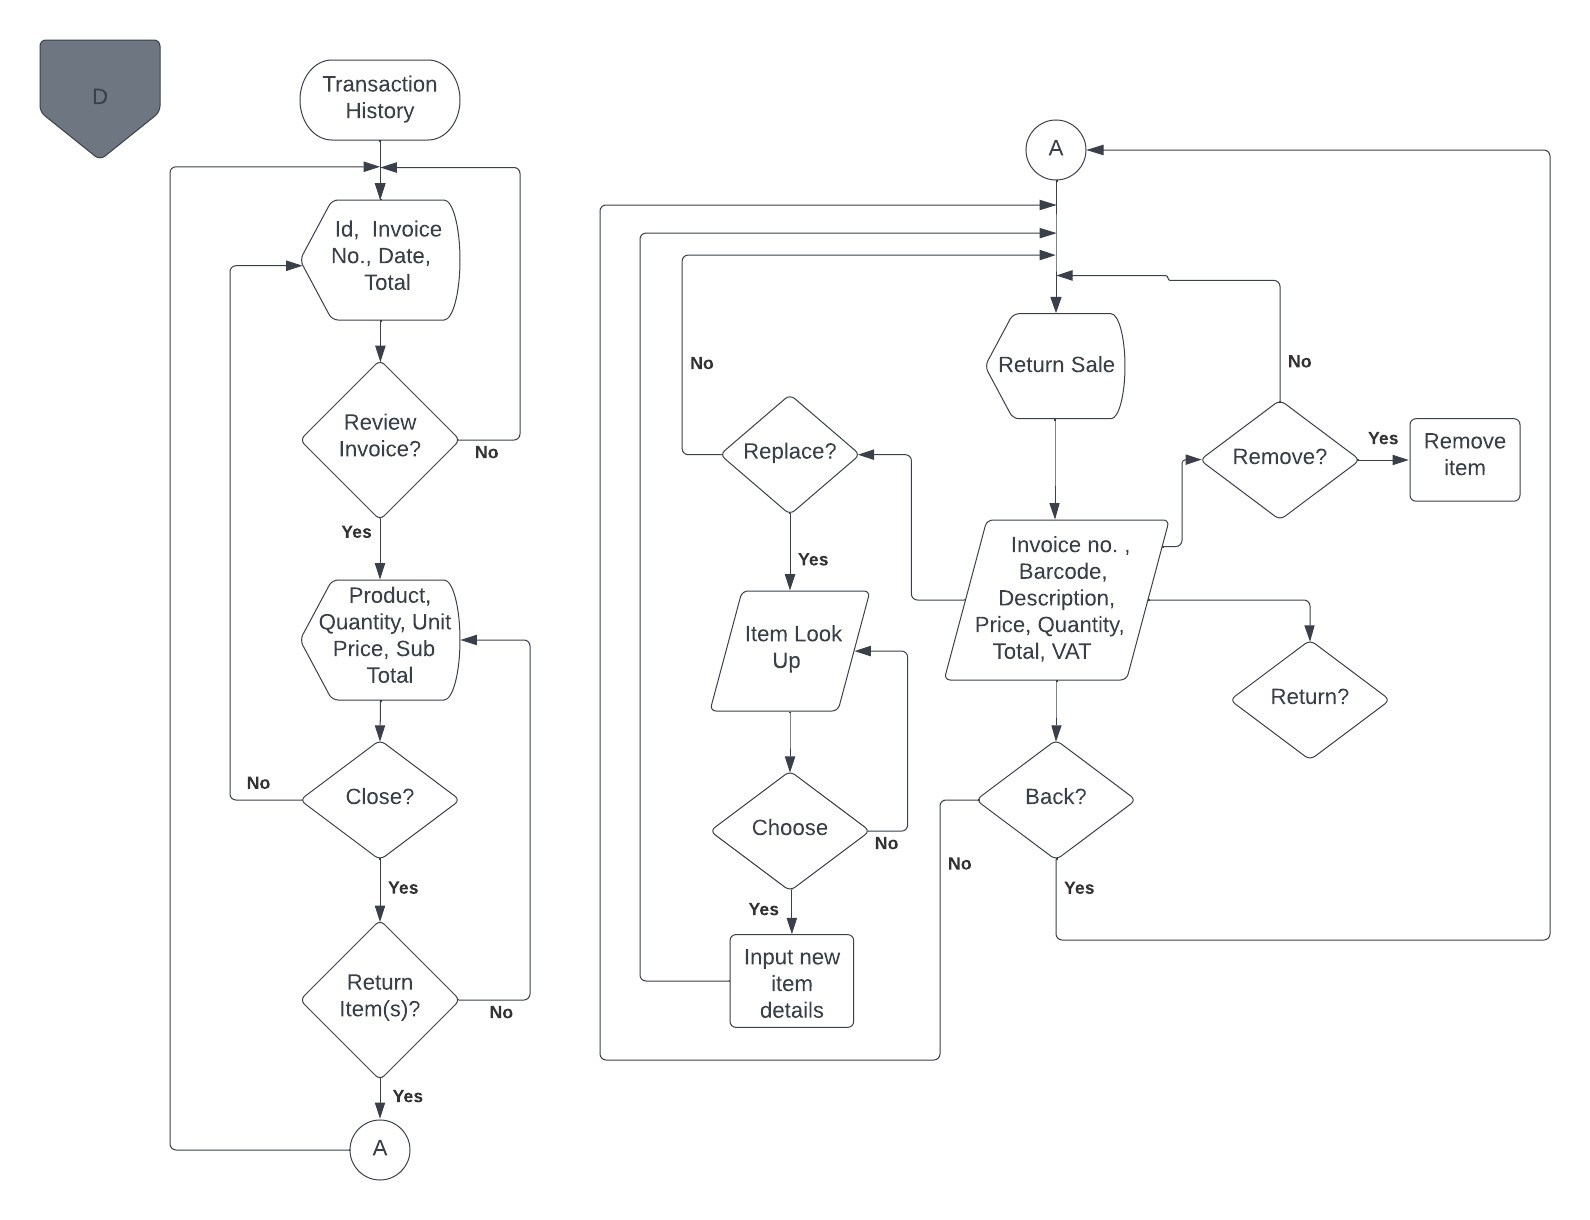 D
Transaction
History
Id,  Invoice
No., Date,
Total
Review
Invoice?
No
Yes
Product,
Quantity, Unit
Price, Sub
Total
Close?
No
Yes
Return
Item(s)?
No
Yes
A
A
Return Sale
No
Replace?
Yes
Item Look
Up
Choose
No
Yes
Input new
item
details
Invoice no. ,
Barcode,
Description,
Price, Quantity,
Total, VAT
Back?
No
Yes
No
Remove?
Yes
Remove
item
Return?